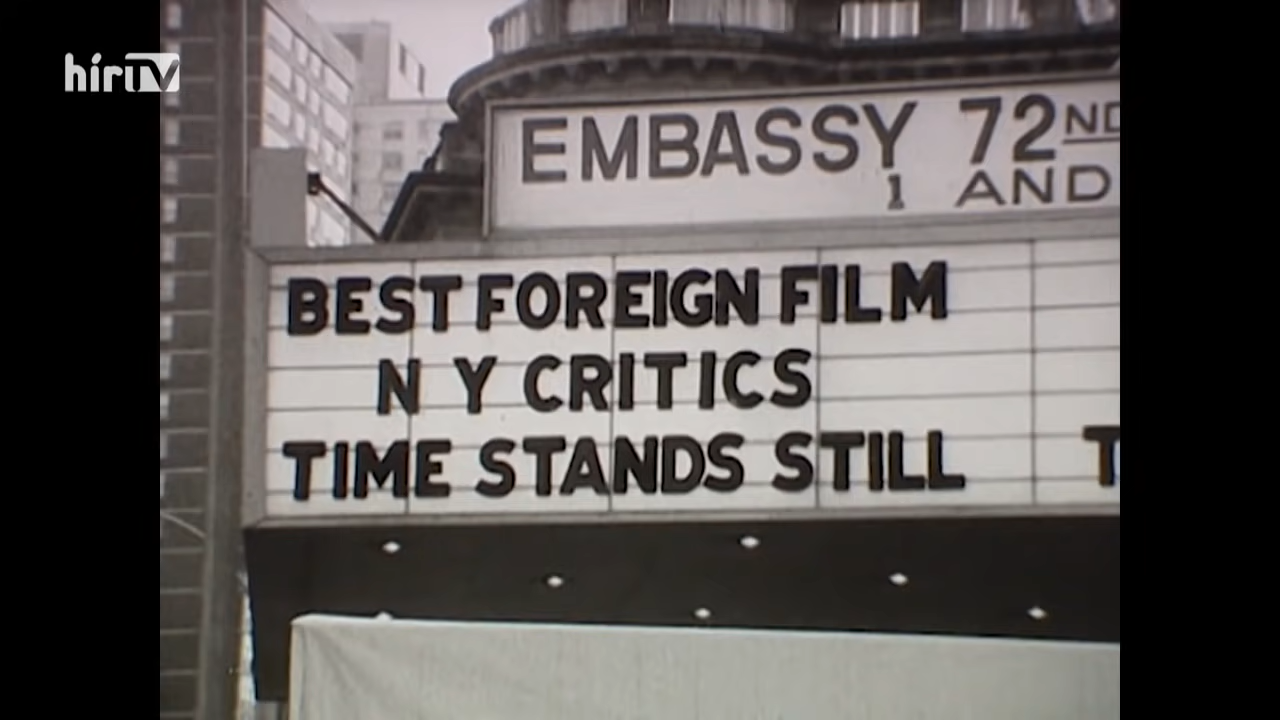 hírTV
EMBASSY 72ND
1 AND
BEST FOREIGN FILM
N Y CRITICS
TIME STANDS STILL T